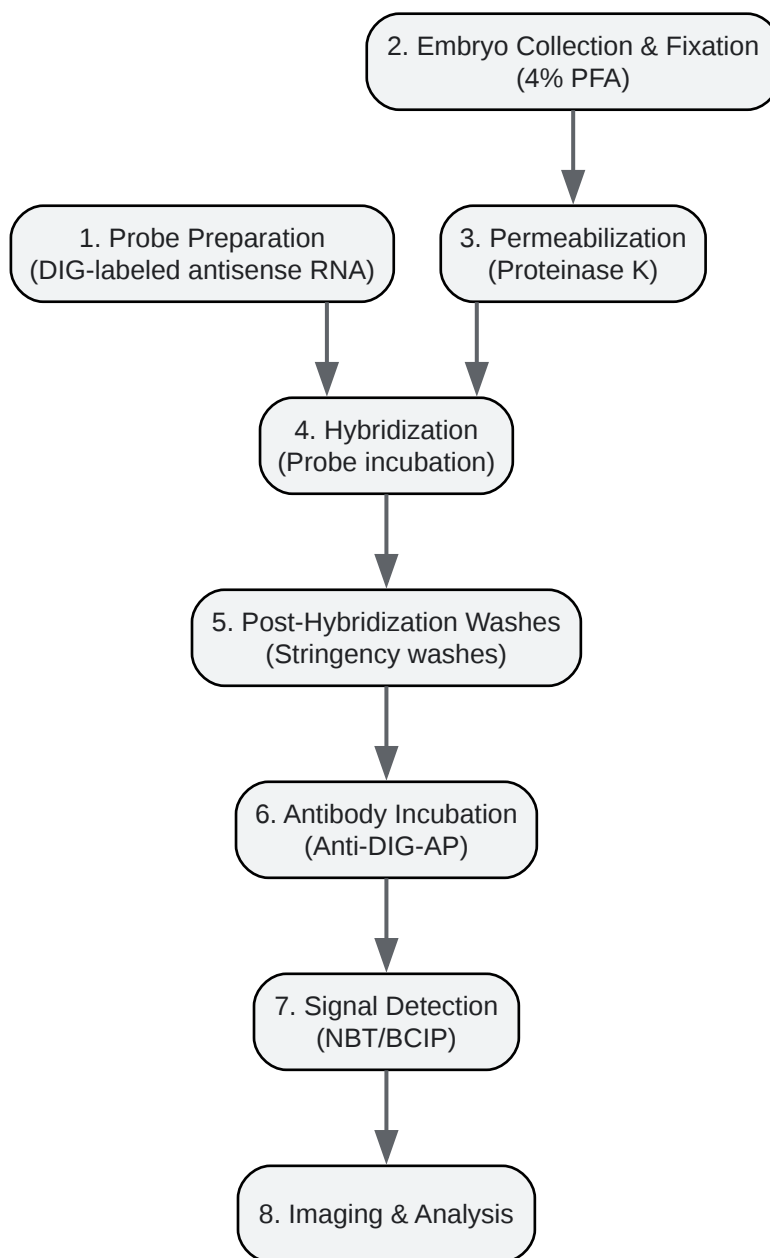 2. Embryo Collection & Fixation
(4% PFA)
1. Probe Preparation
(DIG-labeled antisense RNA)
3. Permeabilization
(Proteinase K)
4. Hybridization
(Probe incubation)
5. Post-Hybridization Washes
(Stringency washes)
6. Antibody Incubation
(Anti-DIG-AP)
7. Signal Detection
(NBT/BCIP)
8. Imaging & Analysis